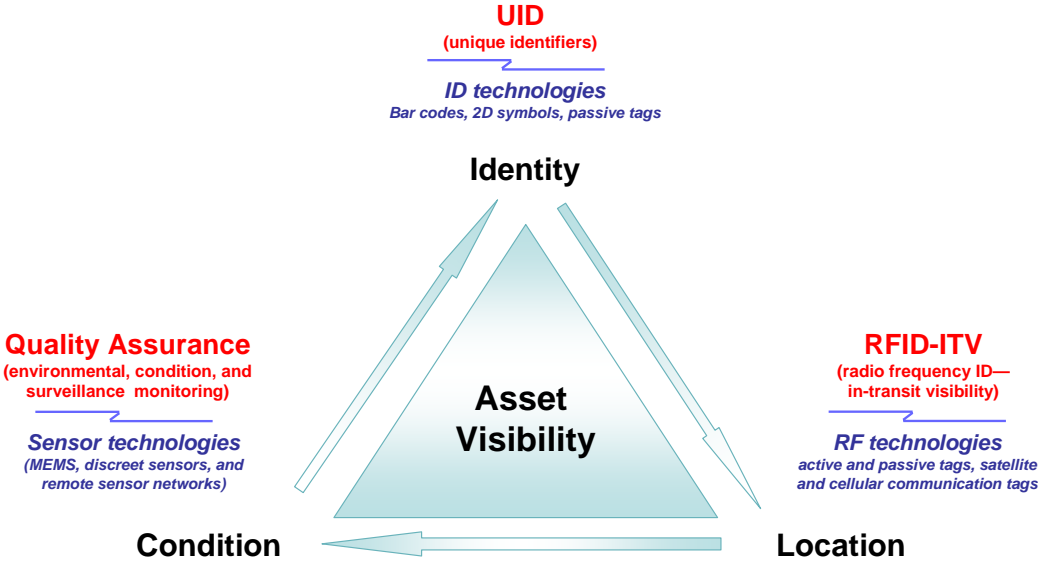 UID
(unique identifiers)
ID technologies
Bar codes, 2D symbols, passive tags
Identity
Quality Assurance
(environmental, condition, and
surveillance monitoring)
Sensor technologies
(MEMS, discreet sensors, and
remote sensor networks)
Condition
Asset
Visibility
RFID-ITV
(radio frequency ID—
in-transit visibility)
RF technologies
active and passive tags, satellite
and cellular communication tags
Location